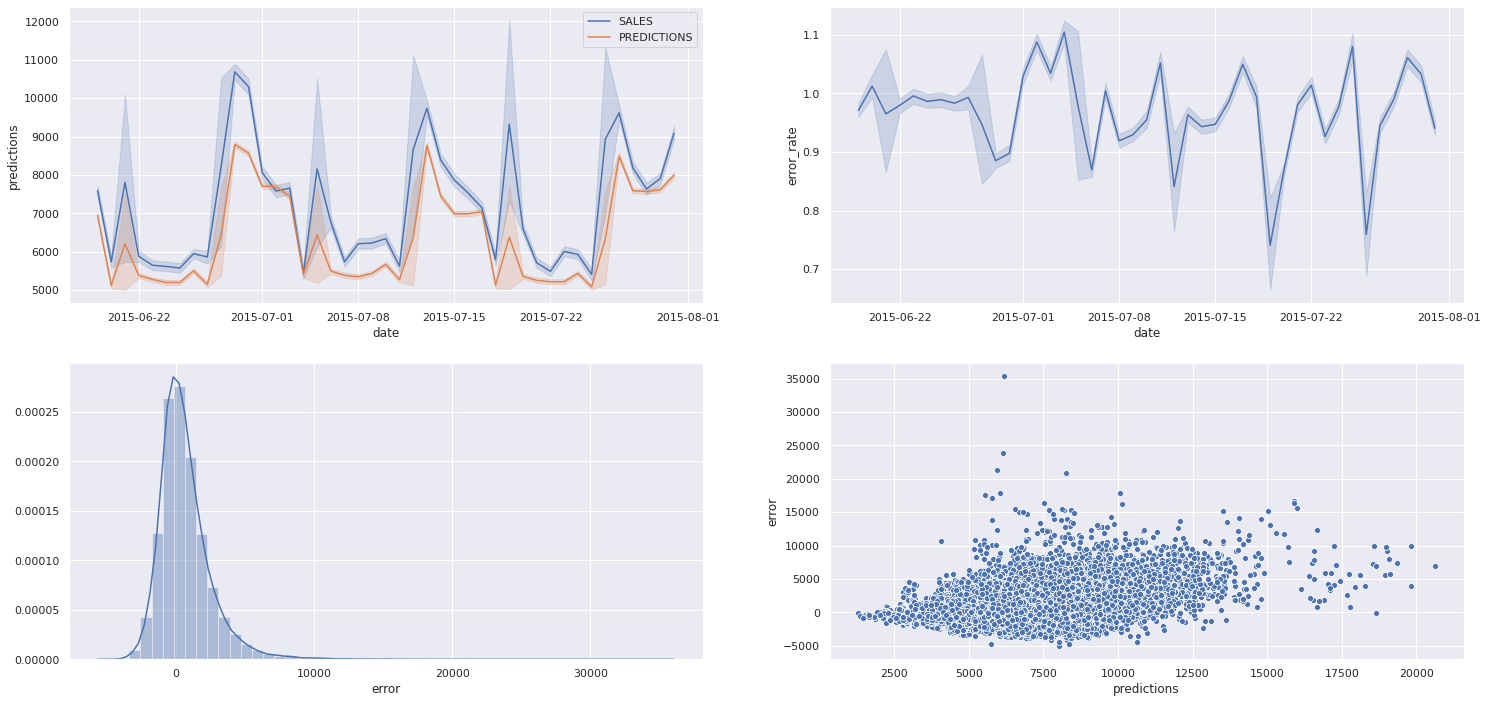 SALES
PREDICTIONS
predictions
12000
11000
10000
9000
8000
7000
6000
5000
2015-06-22 2015-07-01 2015-07-08 2015-07-15 2015-07-22 2015-08-01
date
error_rate
1.1
1.0
0.9
0.8
0.7
2015-06-22 2015-07-01 2015-07-08 2015-07-15 2015-07-22 2015-08-01
date
0.00025
0.00020
0.00015
0.00010
0.00005
0.00000
0 10000 20000 30000
error
error
35000
30000
25000
20000
15000
10000
5000
0
−5000
2500 5000 7500 10000 12500 15000 17500 20000
predictions